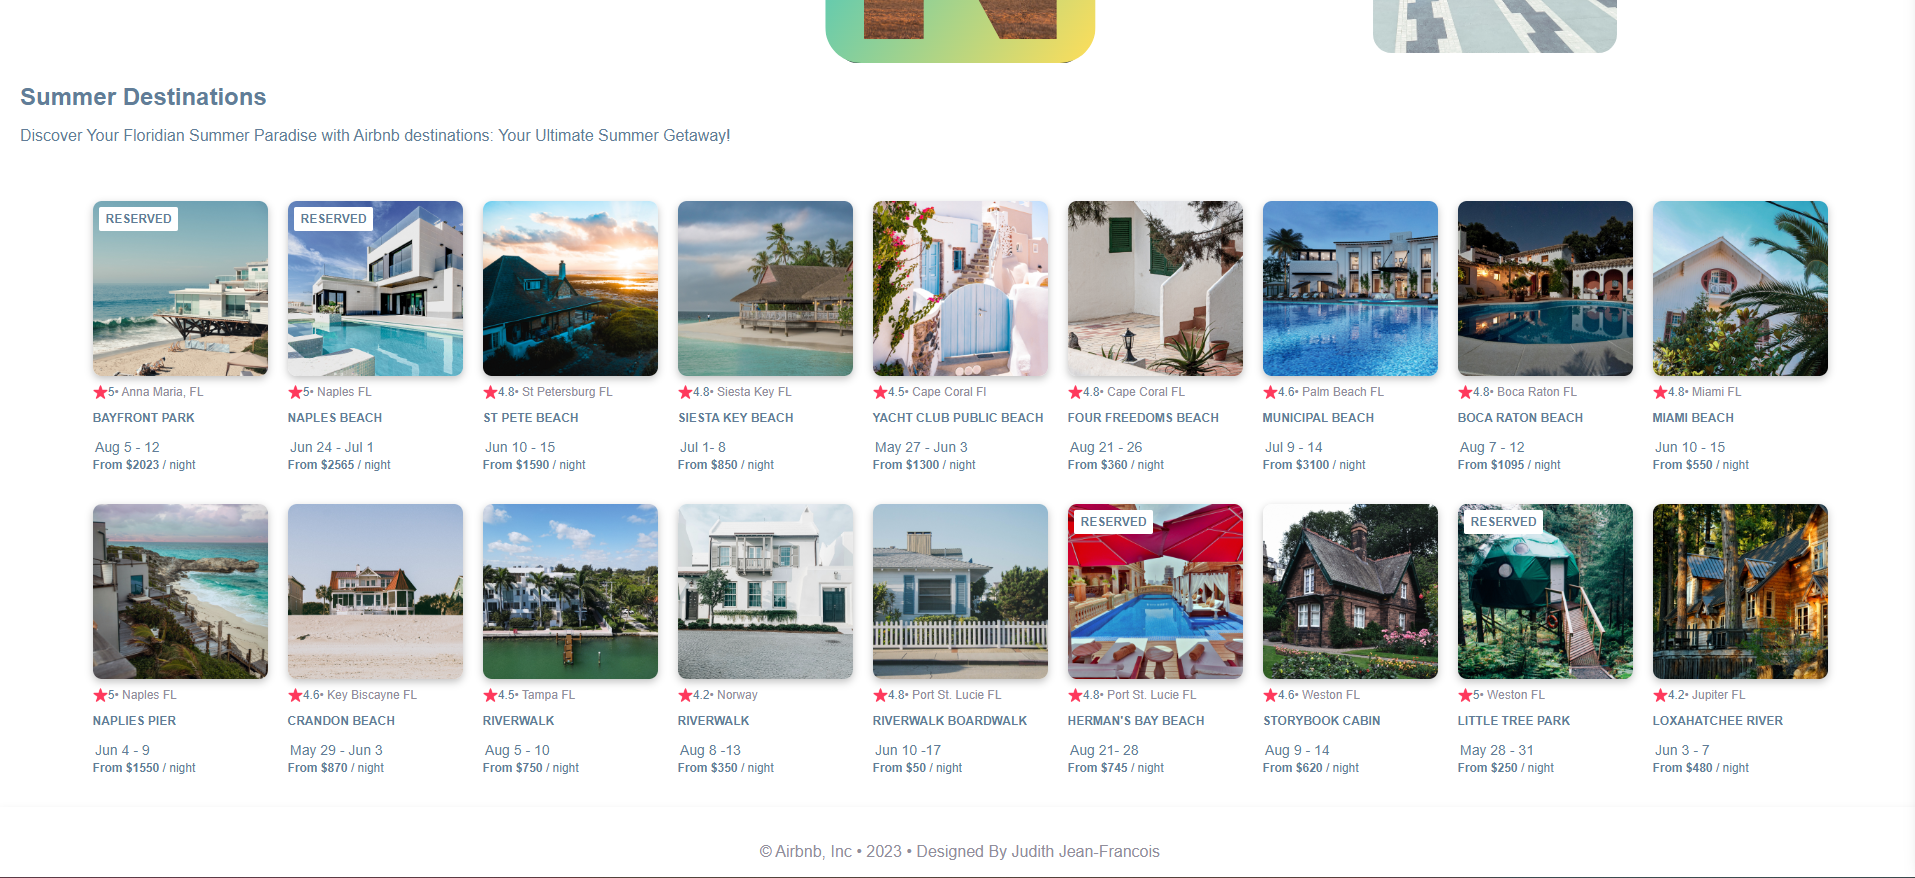 Summer Destinations
Discover Your Floridian Summer Paradise with Airbnb destinations: Your Ultimate Summer Getaway!
RESERVED
5• Anna Maria, FL
BAYFRONT PARK
Aug 5 - 12
From $2023 / night
RESERVED
5• Naples FL
NAPLES BEACH
Jun 24 - Jul 1
From $2565 / night
4.8• St Petersburg FL
ST PETE BEACH
Jun 10 - 15
From $1590 / night
4.8• Siesta Key FL
SIESTA KEY BEACH
Jul 1- 8
From $850 / night
4.5• Cape Coral Fl
YACHT CLUB PUBLIC BEACH
May 27 - Jun 3
From $1300 / night
4.8• Cape Coral FL
FOUR FREEDOMS BEACH
Aug 21 - 26
From $360 / night
4.6• Palm Beach FL
MUNICIPAL BEACH
Jul 9 - 14
From $3100 / night
4.8• Boca Raton FL
BOCA RATON BEACH
Aug 7 - 12
From $1095 / night
4.8• Miami FL
MIAMI BEACH
Jun 10 - 15
From $550 / night
5• Naples FL
NAPLIES PIER
Jun 4 - 9
From $1550 / night
4.6• Key Biscayne FL
CRANDON BEACH
May 29 - Jun 3
From $870 / night
4.5• Tampa FL
RIVERWALK
Aug 5 - 10
From $750 / night
4.2• Norway
RIVERWALK
Aug 8 -13
From $350 / night
4.8• Port St. Lucie FL
RIVERWALK BOARDWALK
Jun 10 -17
From $50 / night
RESERVED
4.8• Port St. Lucie FL
HERMAN'S BAY BEACH
Aug 21- 28
From $745 / night
4.6• Weston FL
STORYBOOK CABIN
Aug 9 - 14
From $620 / night
RESERVED
5• Weston FL
LITTLE TREE PARK
May 28 - 31
From $250 / night
4.2• Jupiter FL
LOXAHATCHEE RIVER
Jun 3 - 7
From $480 / night
© Airbnb, Inc • 2023 • Designed By Judith Jean-Francois